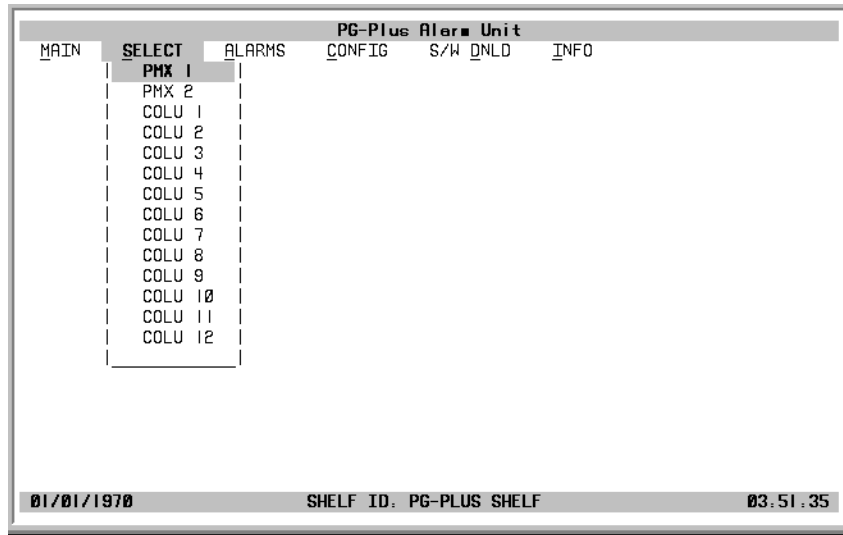 PG-Plus Alarm Unit
MAIN SELECT ALARMS CONFIG S/W DNLD INFO
PMX 1
PMX 2
COLU 1
COLU 2
COLU 3
COLU 4
COLU 5
COLU 6
COLU 7
COLU 8
COLU 9
COLU 10
COLU 11
COLU 12
01/01/1970 SHELF ID: PG-PLUS SHELF 03:51:35